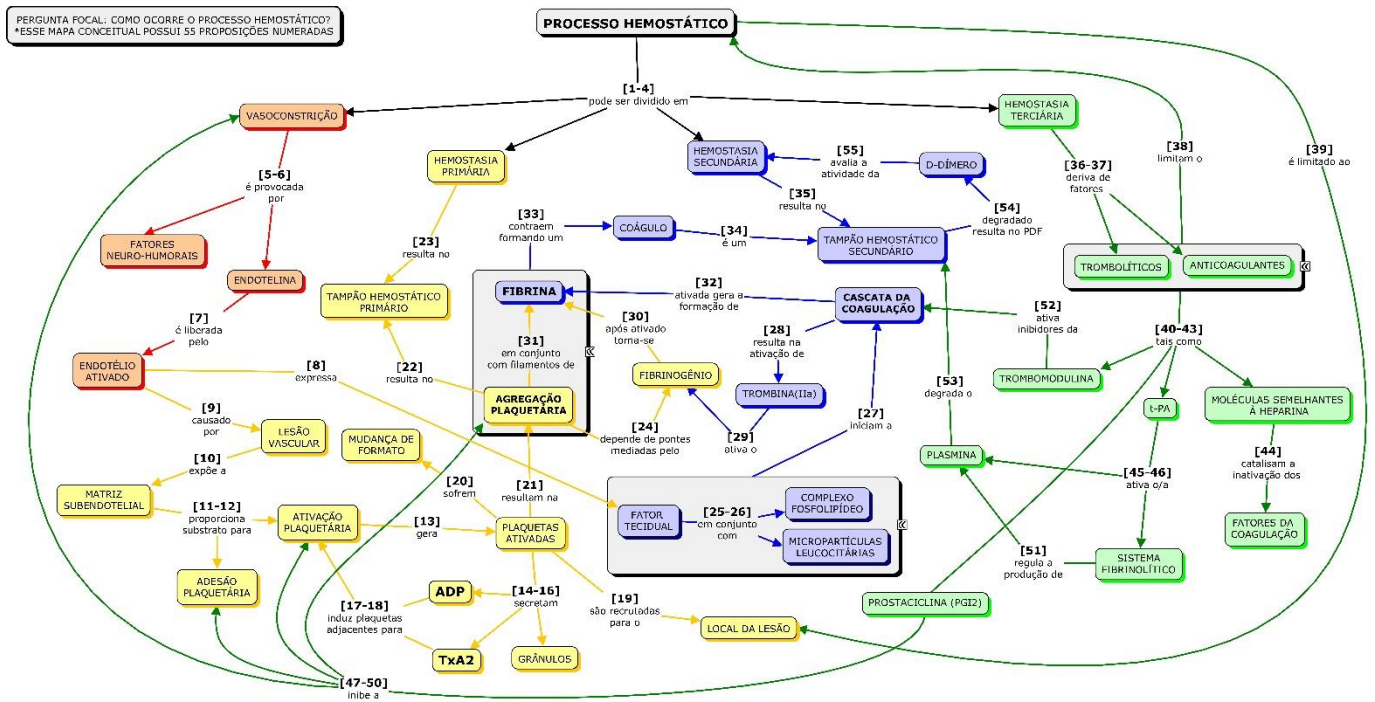 PERGUNTA FOCAL: COMO OCORRE O PROCESSO HEMOSTÁTICO?
*ESSE MAPA CONCEITUAL POSSUI 55 PROPOSIÇÕES NUMERADAS
PROCESSO HEMOSTÁTICO
[1-4]
pode ser dividido em
VASOCONSTRIÇÃO
HEMOSTASIA
PRIMÁRIA
HEMOSTASIA
SECUNDÁRIA
HEMOSTASIA
TERCIÁRIA
[55]
avalia a
atividade da
D-DÍMERO
[38]
limitam o
[39]
é limitado ao
[36-37]
deriva de
fatores
[5-6]
é provocada
por
[35]
resulta no
[54]
degradado
resulta no PDF
FATORES
NEURO-HUMORAIS
ENDOTELINA
[23]
resulta no
[33]
contraem
formando um
COÁGULO
[34]
é um
TAMPÃO HEMOSTÁTICO
SECUNDÁRIO
TROMBOLÍTICOS
ANTICOAGULANTES
TAMPÃO HEMOSTÁTICO
PRIMÁRIO
FIBRINA
[32]
ativada gera a
formação de
CASCATA DA
COAGULAÇÃO
[52]
ativa
inibidores da
[40-43]
tais como
[7]
é liberada
pelo
[31]
em conjunto
com filamentos de
[30]
após ativado
torna-se
[28]
resulta na
ativação de
ENDOTÉLIO
ATIVADO
[8]
expressa
[22]
resulta no
FIBRINOGÊNIO
TROMBINA(IIa)
TROMBOMODULINA
t-PA
MOLÉCULAS SEMELHANTES
À HEPARINA
AGREGAÇÃO
PLAQUETÁRIA
[53]
degrada o
[9]
causado
por
LESÃO
VASCULAR
MUDANÇA DE
FORMATO
[24]
depende de pontes
mediadas pelo
[29]
ativa o
[27]
iniciam a
PLASMINA
[44]
catalisam a
inativação dos
[10]
expõe a
[20]
sofrem
[21]
resultam na
[45-46]
ativa o/a
MATRIZ
SUBENDOTELIAL
[11-12]
proporciona
substrato para
ATIVAÇÃO
PLAQUETÁRIA
[13]
gera
PLAQUETAS
ATIVADAS
FATOR
TECIDUAL
[25-26]
em conjunto
com
COMPLEXO
FOSFOLIPÍDEO
MICROPARTÍCULAS
LEUCOCITÁRIAS
FATORES DA
COAGULAÇÃO
[51]
regula a
produção de
SISTEMA
FIBRINOLÍTICO
ADESÃO
PLAQUETÁRIA
ADP
[14-16]
secretam
[19]
são recrutadas
para o
PROSTACICLINA (PGI2)
[17-18]
induz plaquetas
adjacentes para
TxA2
GRÂNULOS
LOCAL DA LESÃO
[47-50]
inibe a